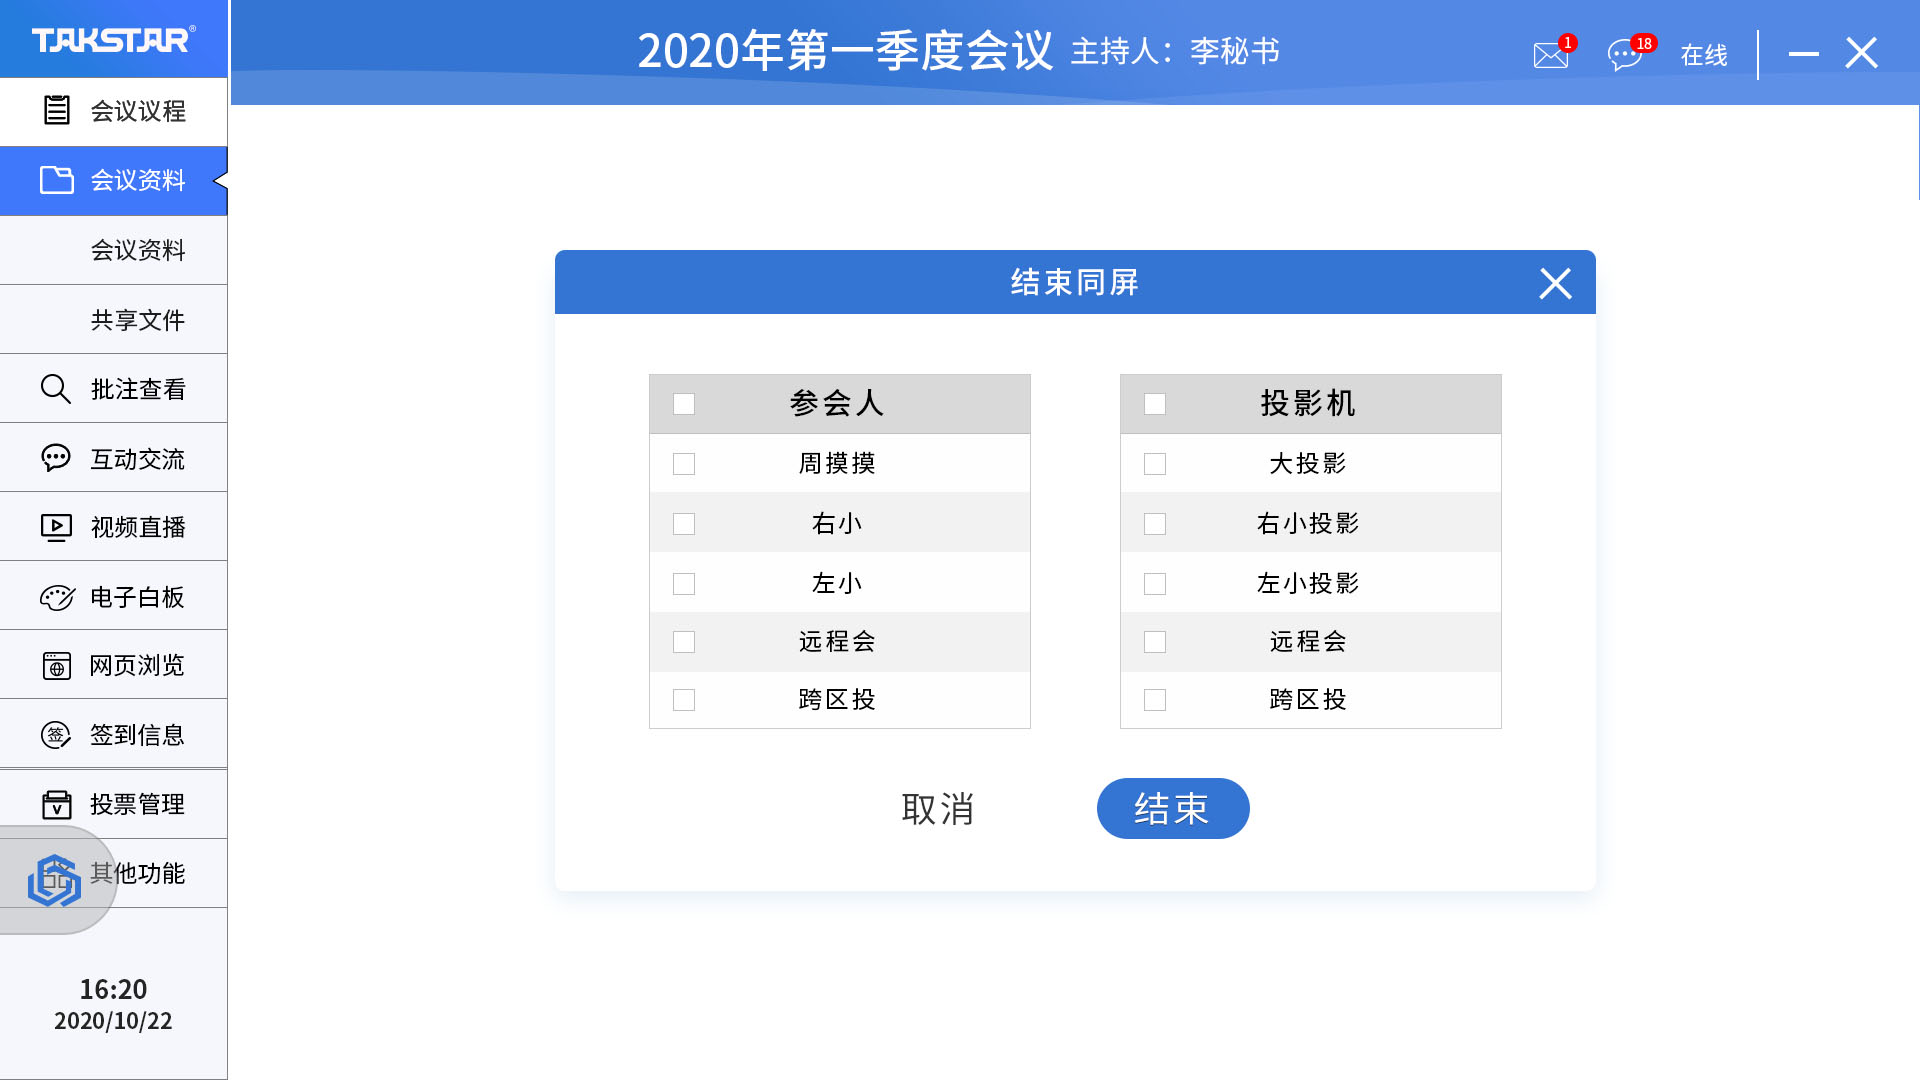 TAKSTAR®
2020年第一季度会议 主持人：李秘书
1
18
在线
会议议程
会议资料
会议资料
共享文件
批注查看
互动交流
视频直播
电子白板
网页浏览
签 签到信息
V 投票管理
其他功能
16:20
2020/10/22
结束同屏
参会人
周摸摸
右小
左小
远程会
跨区投
投影机
大投影
右小投影
左小投影
远程会
跨区投
取消
结束